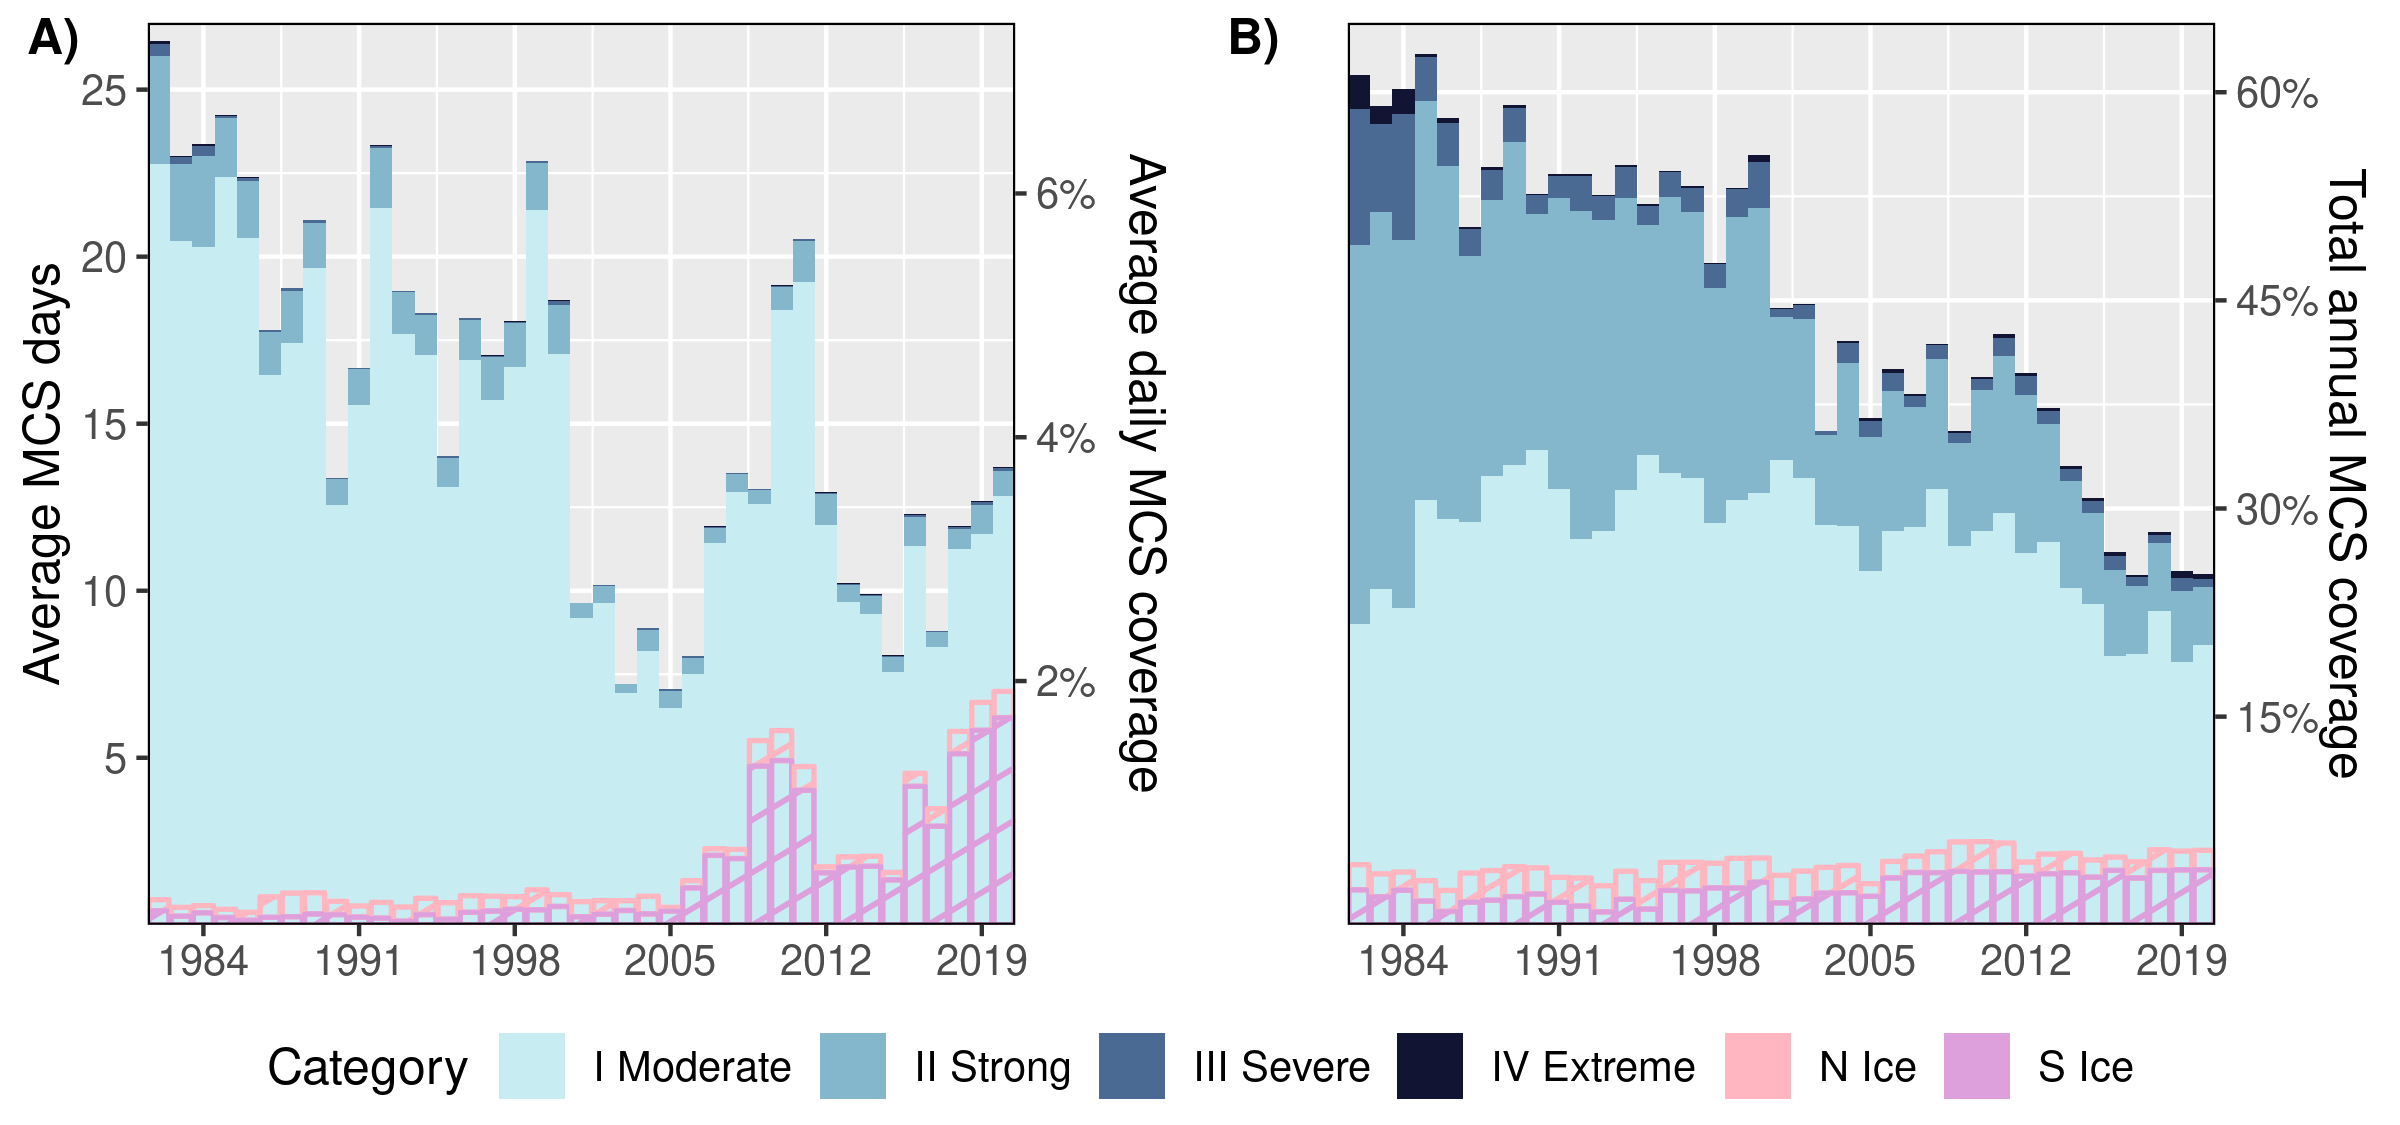 A)
B)
Average MCS days
25
20
15
10
5
6%
4%
2%
Average daily MCS coverage
1984
1991
1998
2005
2012
2019
60%
45%
30%
15%
Total annual MCS coverage
1984
1991
1998
2005
2012
2019
Category
I Moderate
II Strong
III Severe
IV Extreme
N Ice
S Ice